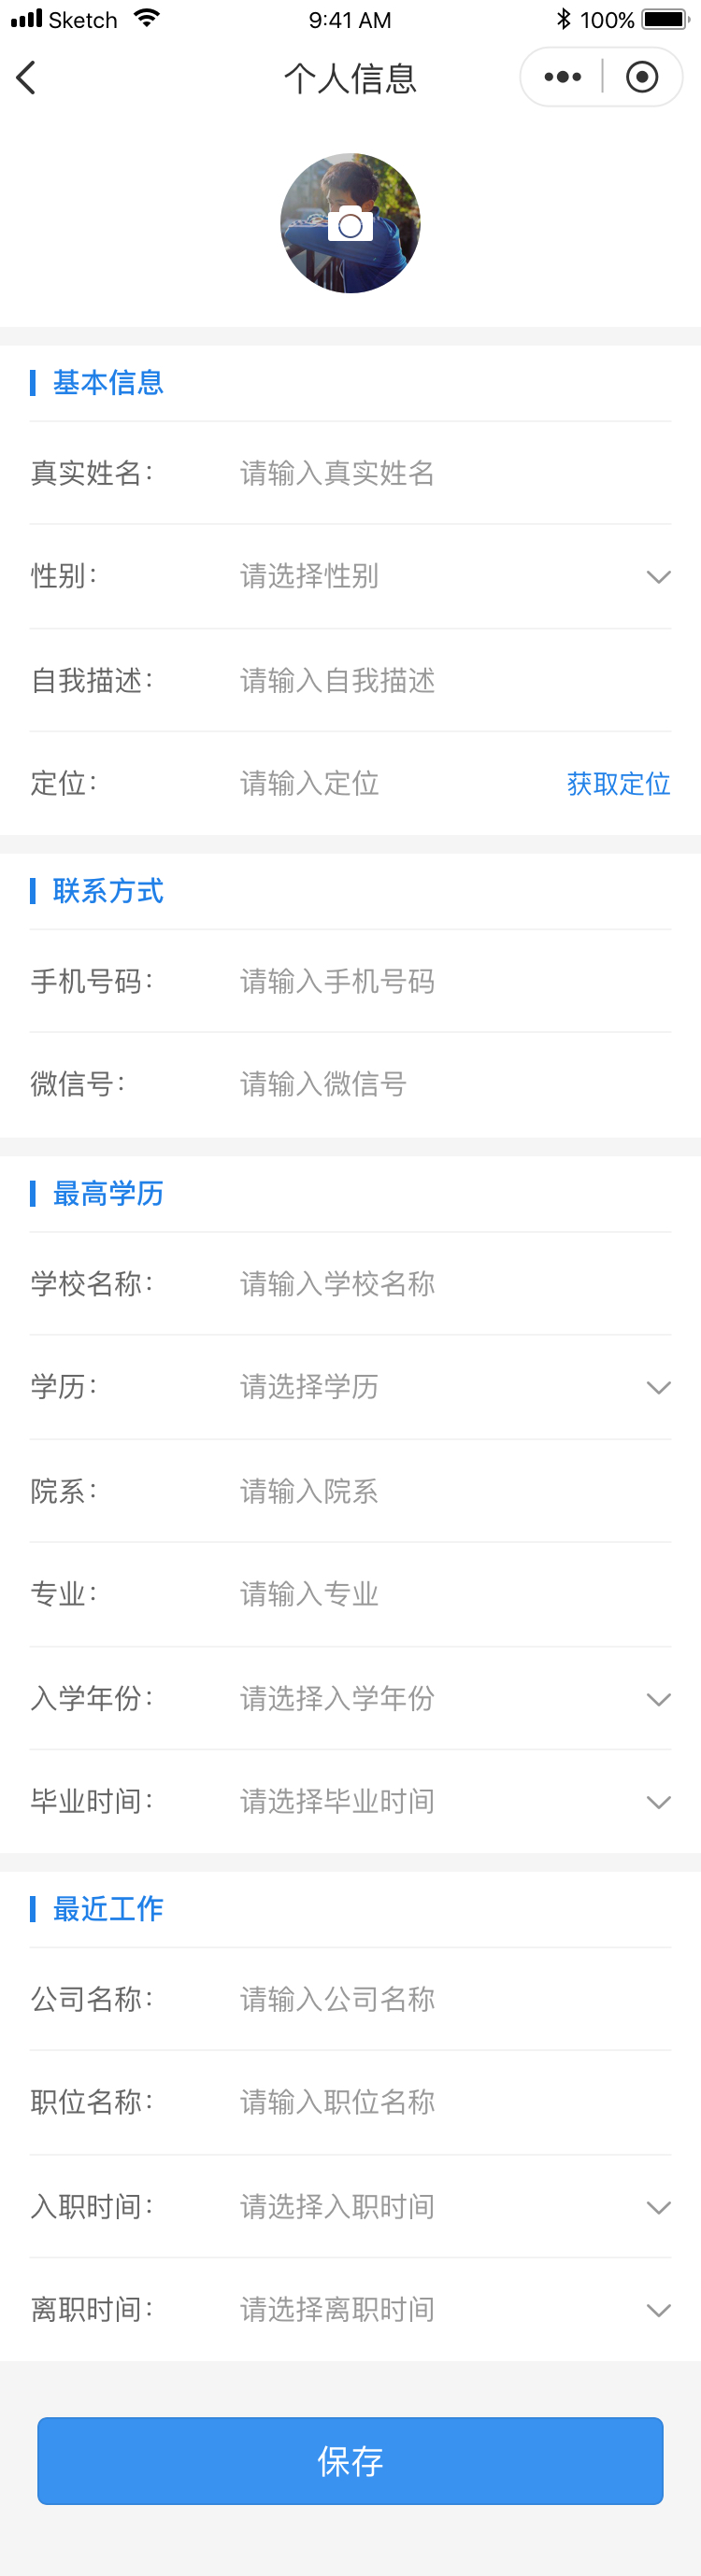 Sketch 9:41 AM 100%
个人信息
基本信息
真实姓名： 请输入真实姓名
性别： 请选择性别
自我描述： 请输入自我描述
定位： 请输入定位 获取定位
联系方式
手机号码： 请输入手机号码
微信号： 请输入微信号
最高学历
学校名称： 请输入学校名称
学历： 请选择学历
院系： 请输入院系
专业： 请输入专业
入学年份： 请选择入学年份
毕业时间： 请选择毕业时间
最近工作
公司名称： 请输入公司名称
职位名称： 请输入职位名称
入职时间： 请选择入职时间
离职时间： 请选择离职时间
保存